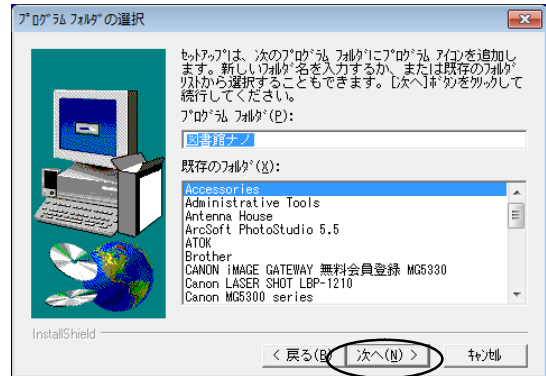 ﾌﾟﾛｸﾞﾗﾑ ﾌｫﾙﾀﾞの選択
ｾｯﾄｱｯﾌﾟは、次のﾌﾟﾛｸﾞﾗﾑ ﾌｫﾙﾀﾞにﾌﾟﾛｸﾞﾗﾑ ｱｲｺﾝを追加し
ます。新しいﾌｫﾙﾀﾞ名を入力するか、または既存のﾌｫﾙﾀﾞ
ﾘｽﾄから選択することもできます。[次へ]ﾎﾞﾀﾝをｸﾘｯｸして
続行してください。
ﾌﾟﾛｸﾞﾗﾑ ﾌｫﾙﾀﾞ(P):
図書館ナノ
既存のﾌｫﾙﾀﾞ(X):
Accessories
Administrative Tools
Antenna House
ArcSoft PhotoStudio 5.5
ATOK
Brother
CANON iMAGE GATEWAY 無料会員登録 MG5330
Canon LASER SHOT LBP-1210
Canon MG5300 series
InstallShield
< 戻る(B) 次へ(N) > ｷｬﾝｾﾙ